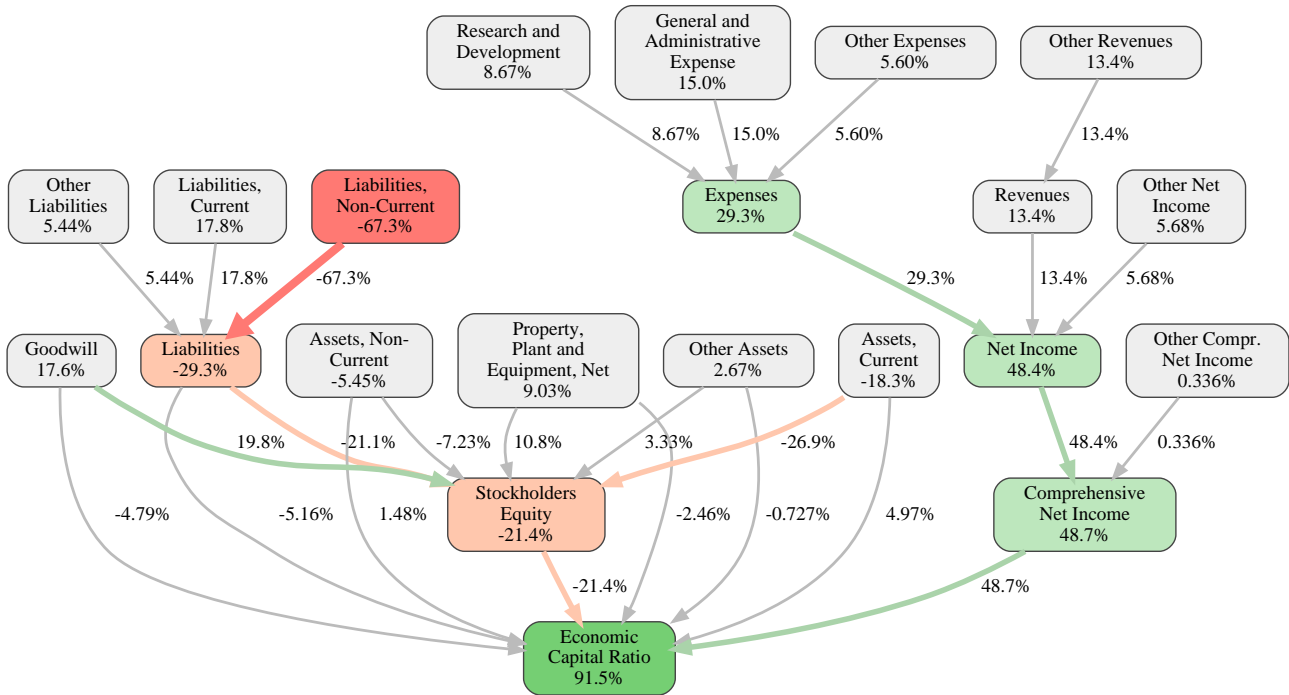 Research and
Development
8.67%
General and
Administrative
Expense
15.0%
Other Expenses
5.60%
Other Revenues
13.4%
8.67%
15.0%
5.60%
13.4%
Other
Liabilities
5.44%
Liabilities,
Current
17.8%
Liabilities,
Non-Current
-67.3%
Expenses
29.3%
Revenues
13.4%
Other Net
Income
5.68%
5.44%
17.8%
-67.3%
29.3%
13.4%
5.68%
Goodwill
17.6%
Liabilities
-29.3%
Assets, Non-
Current
-5.45%
Property,
Plant and
Equipment, Net
9.03%
Other Assets
2.67%
Assets,
Current
-18.3%
Net Income
48.4%
Other Compr.
Net Income
0.336%
19.8%
-21.1%
-7.23%
10.8%
3.33%
-26.9%
48.4%
0.336%
Stockholders
Equity
-21.4%
Comprehensive
Net Income
48.7%
-4.79%
-5.16%
1.48%
-2.46%
-0.727%
4.97%
-21.4%
48.7%
Economic
Capital Ratio
91.5%